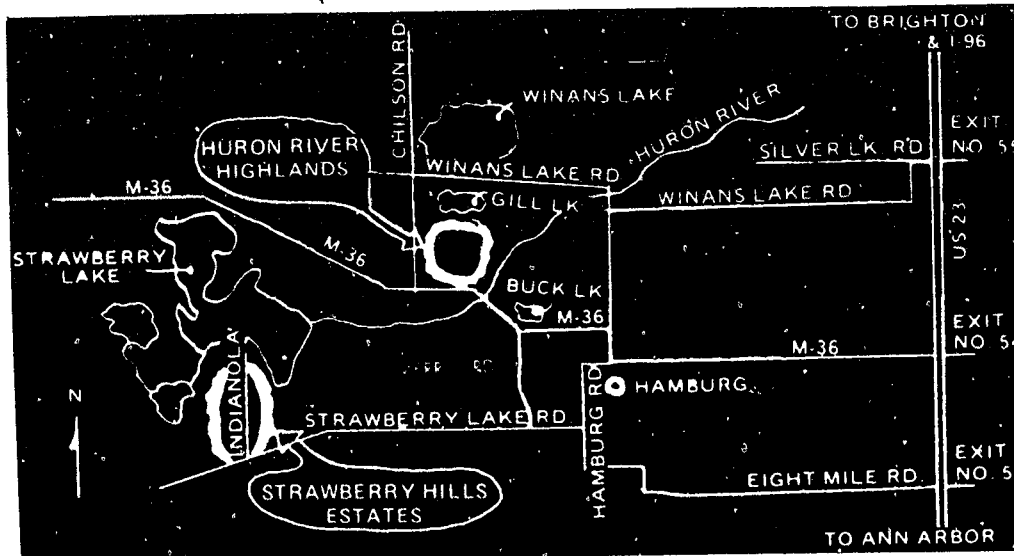 TO BRIGHTON
& I-96
CHILSON RD
WINANS LAKE
HURON RIVER
EXIT
HURON RIVER
HIGHLANDS
SILVER LK. RD
WINANS LAKE RD
M-36
GILL LK
WINANS LAKE RD
US 23
M-36
STRAWBERRY
LAKE
BUCK LK
M-36
EXIT
M-36
INDIANOLA
HAMBURG RD
HAMBURG
N
STRAWBERRY LAKE RD
EXIT
EIGHT MILE RD.
STRAWBERRY HILLS
ESTATES
TO ANN ARBOR